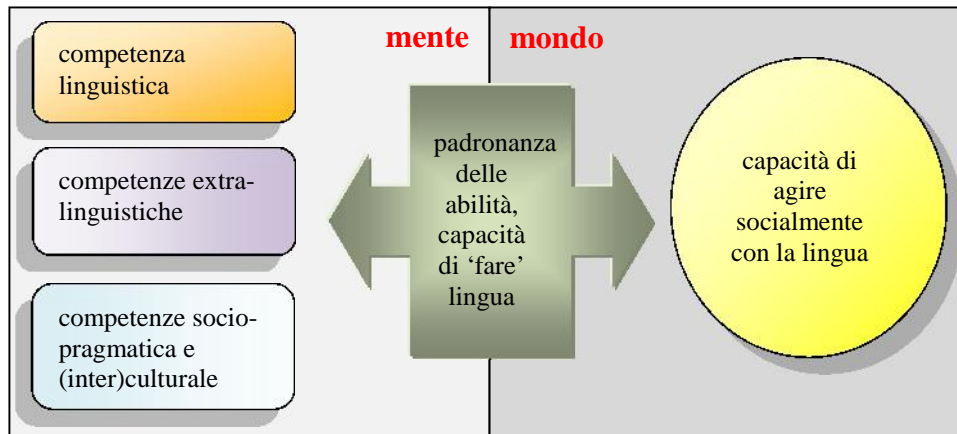 mente
mondo
competenza
linguistica
competenze extra-
linguistiche
competenze socio-
pragmatica e
(inter)culturale
padronanza
delle
abilità,
capacità
di ‘fare’
lingua
capacità di
agire
socialmente
con la lingua